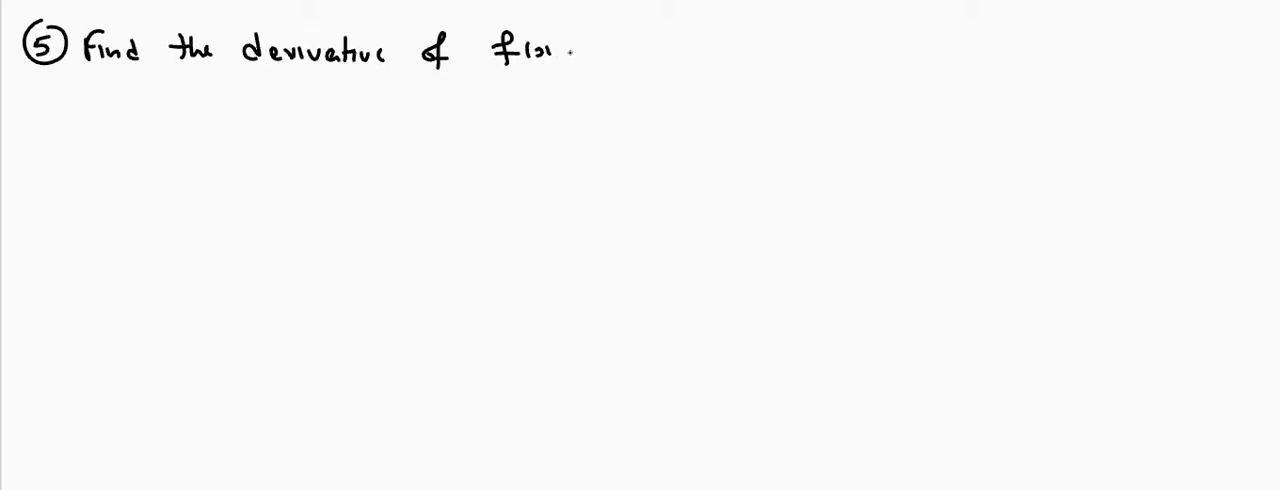 ⑤ Find the derivative of f(x)